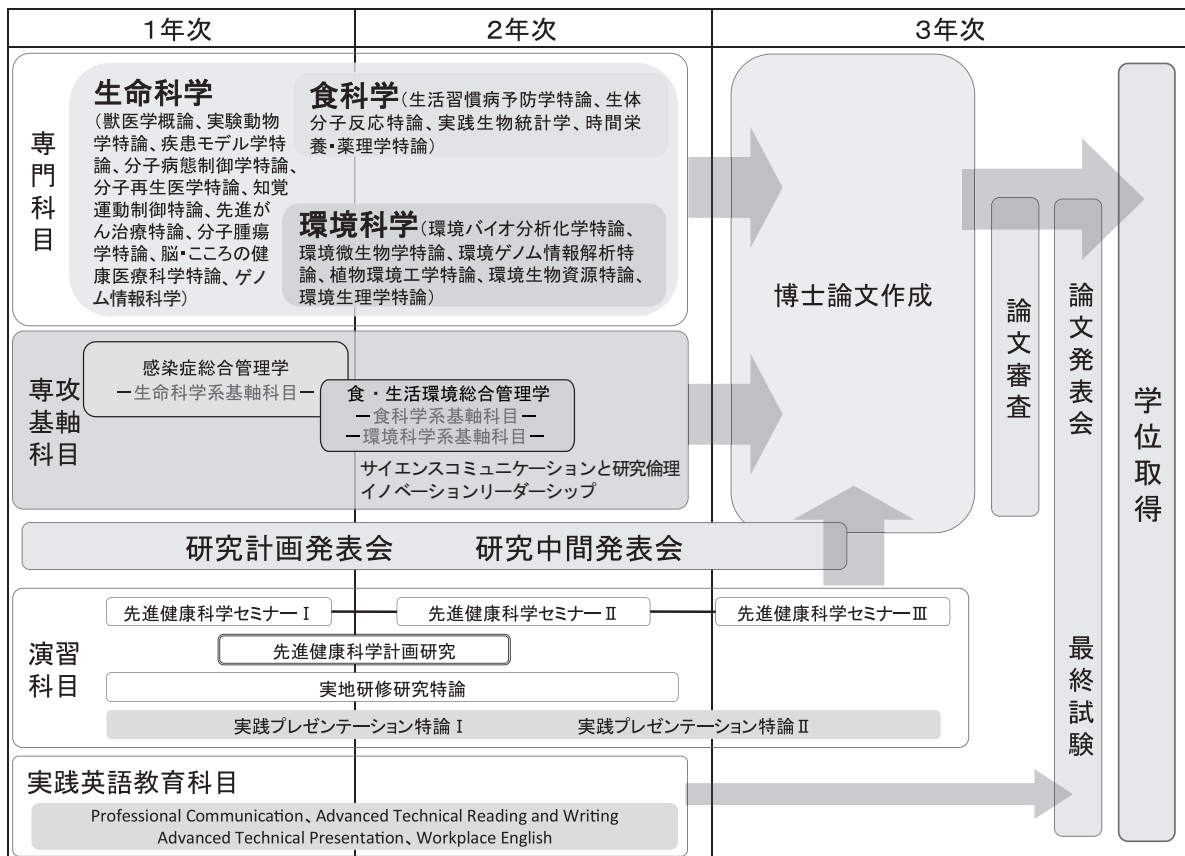 1年次
2年次
3年次
専門科目
生命科学
(獣医学概論、実験動物
学特論、疾患モデル学特
論、分子病態制御学特論、
分子再生医学特論、知覚
運動制御特論、先進が
ん治療特論、分子腫瘍
学特論、脳・こころの健
康医療科学特論、ゲノ
ム情報科学)
食科学(生活習慣病予防学特論、生体
分子反応特論、実践生物統計学、時間栄
養・薬理学特論)
環境科学(環境バイオ分析化学特論、
環境微生物学特論、環境ゲノム情報解析特
論、植物環境工学特論、環境生物資源特論、
環境生理学特論)
専攻
基軸
科目
感染症総合管理学
ー生命科学系基軸科目ー
食・生活環境総合管理学
ー食科学系基軸科目ー
ー環境科学系基軸科目ー
サイエンスコミュニケーションと研究倫理
イノベーションリーダーシップ
研究計画発表会 研究中間発表会
演習
科目
先進健康科学セミナーⅠ
先進健康科学セミナーⅡ
先進健康科学セミナーⅢ
先進健康科学計画研究
実地研修研究特論
実践プレゼンテーション特論Ⅰ
実践プレゼンテーション特論Ⅱ
実践英語教育科目
Professional Communication、Advanced Technical Reading and Writing
Advanced Technical Presentation、Workplace English
博士論文作成
論文審査
論文発表会
最終試験
学位取得